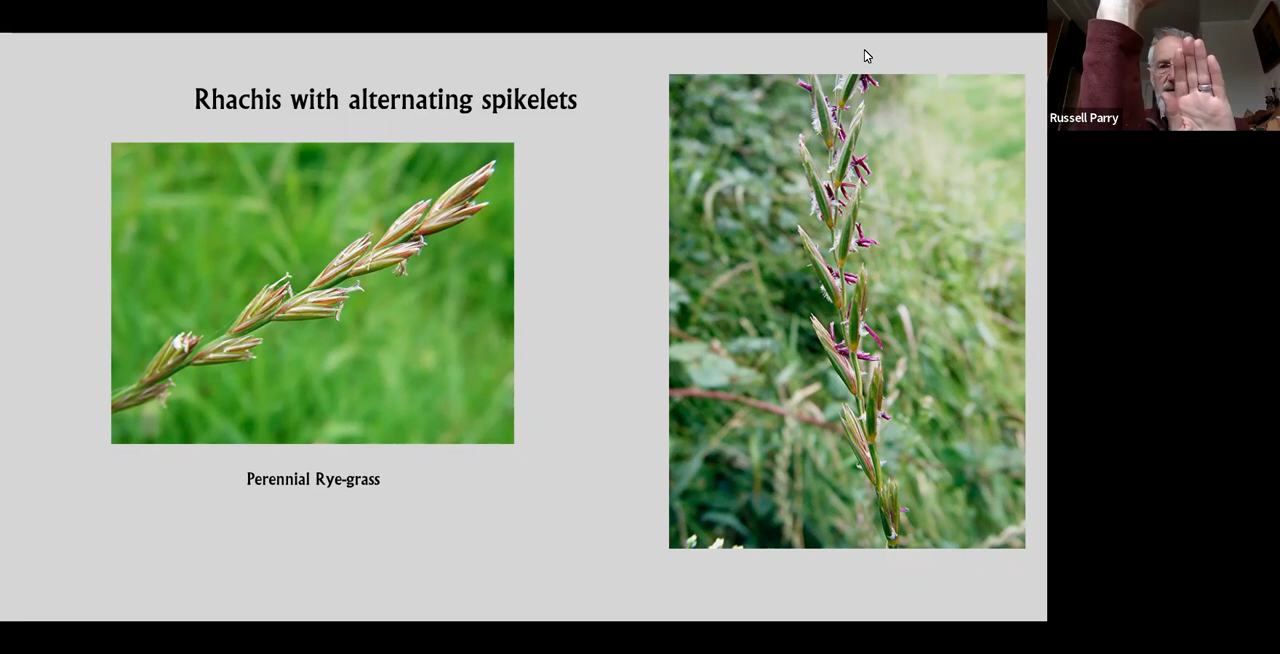 Rhachis with alternating spikelets
Perennial Rye-grass
Russell Parry